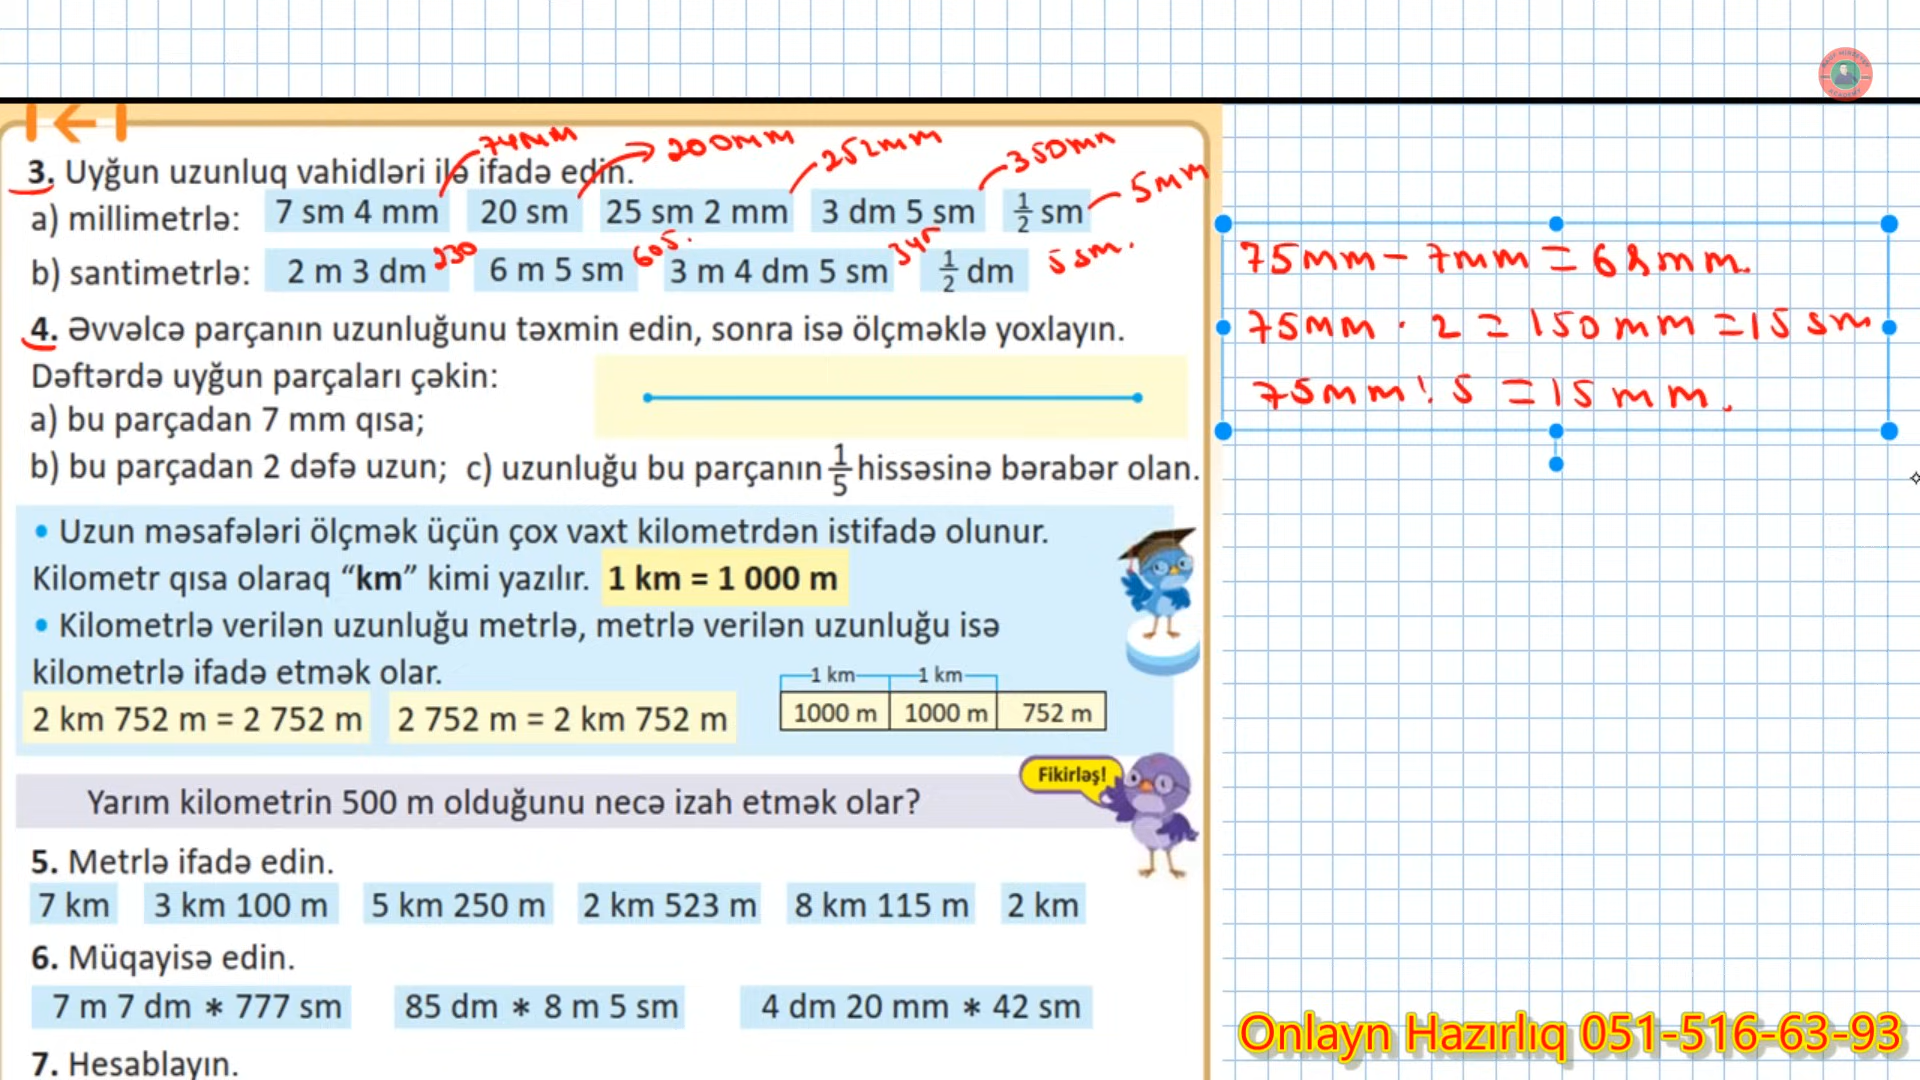 74mm 200mm 252mm 350mm 5mm
3. Uyğun uzunluq vahidləri ilə ifadə edin.
a) millimetrlə: 7 sm 4 mm 20 sm 25 sm 2 mm 3 dm 5 sm 1/2 sm
230 605. 345 5sm.
b) santimetrlə: 2 m 3 dm 6 m 5 sm 3 m 4 dm 5 sm 1/2 dm
4. Əvvəlcə parçanın uzunluğunu təxmin edin, sonra isə ölçməklə yoxlayın.
Dəftərdə uyğun parçaları çəkin:
a) bu parçadan 7 mm qısa;
b) bu parçadan 2 dəfə uzun; c) uzunluğu bu parçanın 1/5 hissəsinə bərabər olan.
• Uzun məsafələri ölçmək üçün çox vaxt kilometrdən istifadə olunur.
Kilometr qısa olaraq “km” kimi yazılır. 1 km = 1 000 m
• Kilometrlə verilən uzunluğu metrlə, metrlə verilən uzunluğu isə
kilometrlə ifadə etmək olar.
1 km 1 km
2 km 752 m = 2 752 m 2 752 m = 2 km 752 m 1000 m 1000 m 752 m
Fikirləş!
Yarım kilometrin 500 m olduğunu necə izah etmək olar?
5. Metrlə ifadə edin.
7 km 3 km 100 m 5 km 250 m 2 km 523 m 8 km 115 m 2 km
6. Müqayisə edin.
7 m 7 dm * 777 sm 85 dm * 8 m 5 sm 4 dm 20 mm * 42 sm
7. Hesablayın.
75mm - 7mm = 68mm.
75mm · 2 = 150mm = 15 sm
75mm : 5 = 15mm.
Onlayn Hazırlıq 051-516-63-93